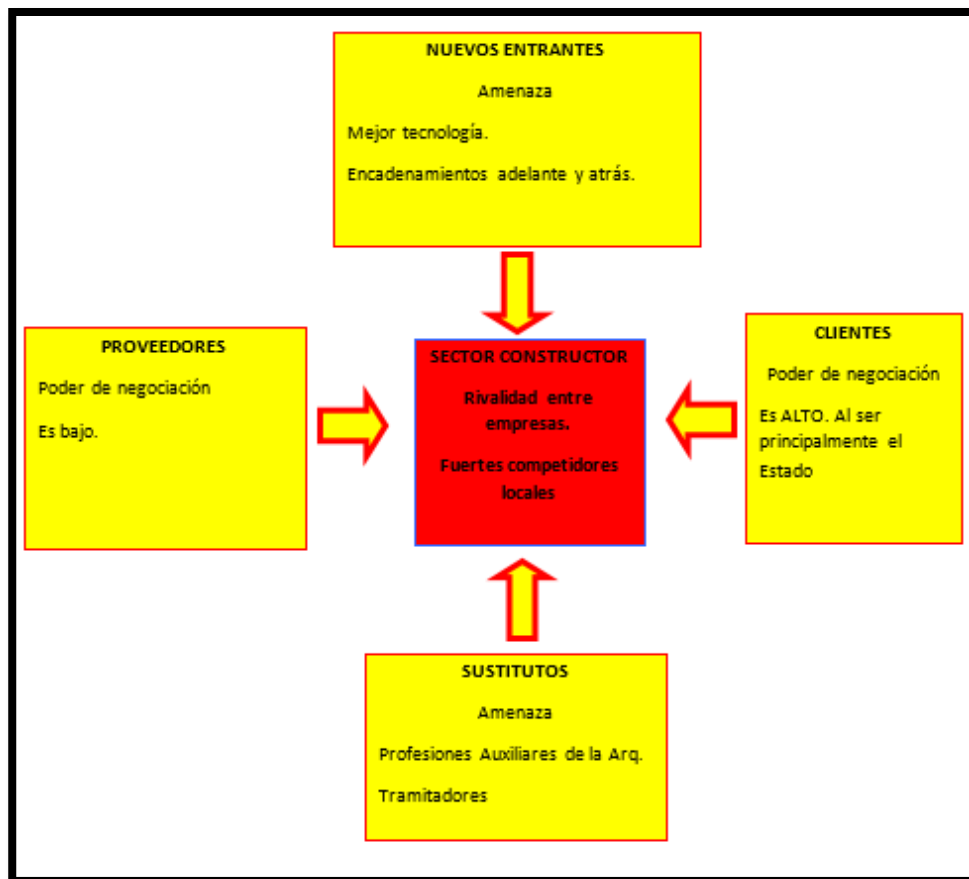 NUEVOS ENTRANTES
Amenaza
Mejor tecnología.
Encadenamientos adelante y atrás.
PROVEEDORES
Poder de negociación
Es bajo.
SECTOR CONSTRUCTOR
Rivalidad entre
empresas.
Fuertes competidores
locales
CLIENTES
Poder de negociación
Es ALTO. Al ser
principalmente el
Estado
SUSTITUTOS
Amenaza
Profesiones Auxiliares de la Arq.
Tramitadores